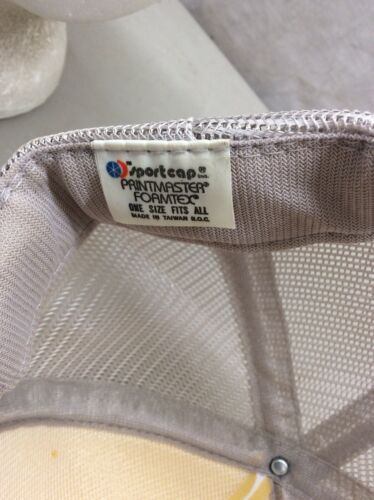 sportcap®
PRINTMASTER®
FOAMTEX®
ONE SIZE FITS ALL
MADE IN TAIWAN R.O.C.